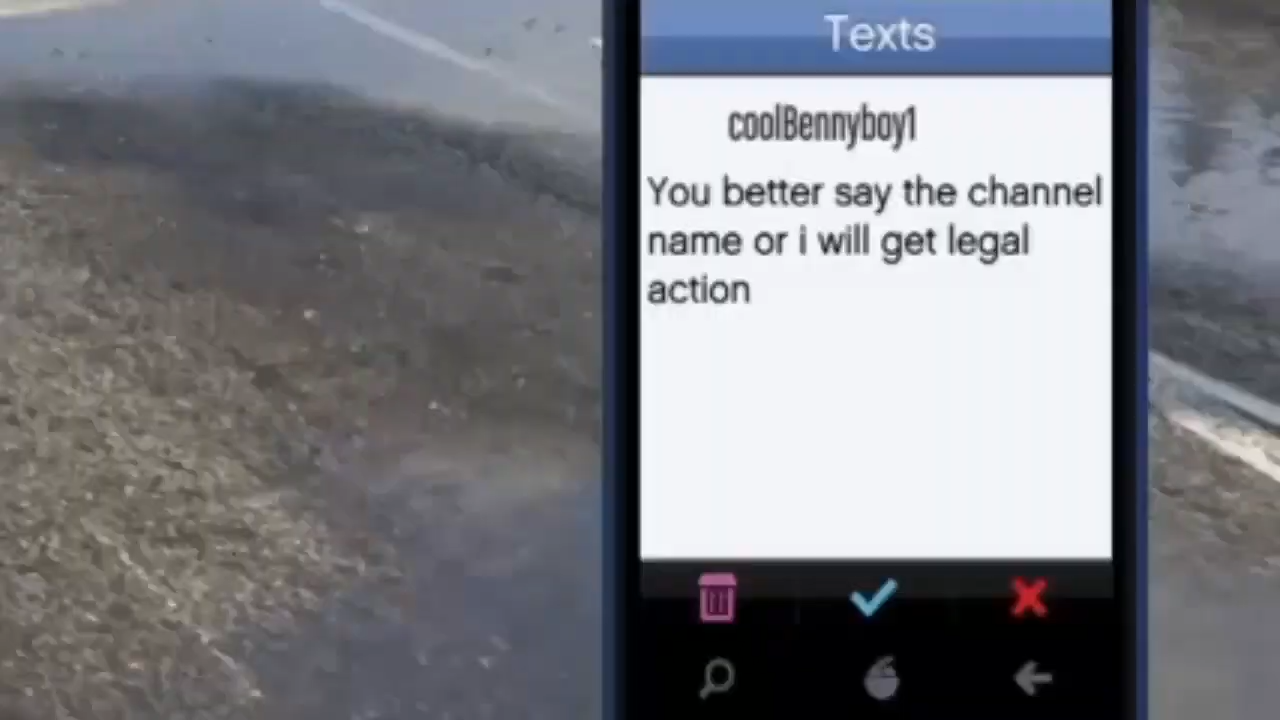 Texts
coolBennyboy1
You better say the channel
name or i will get legal
action